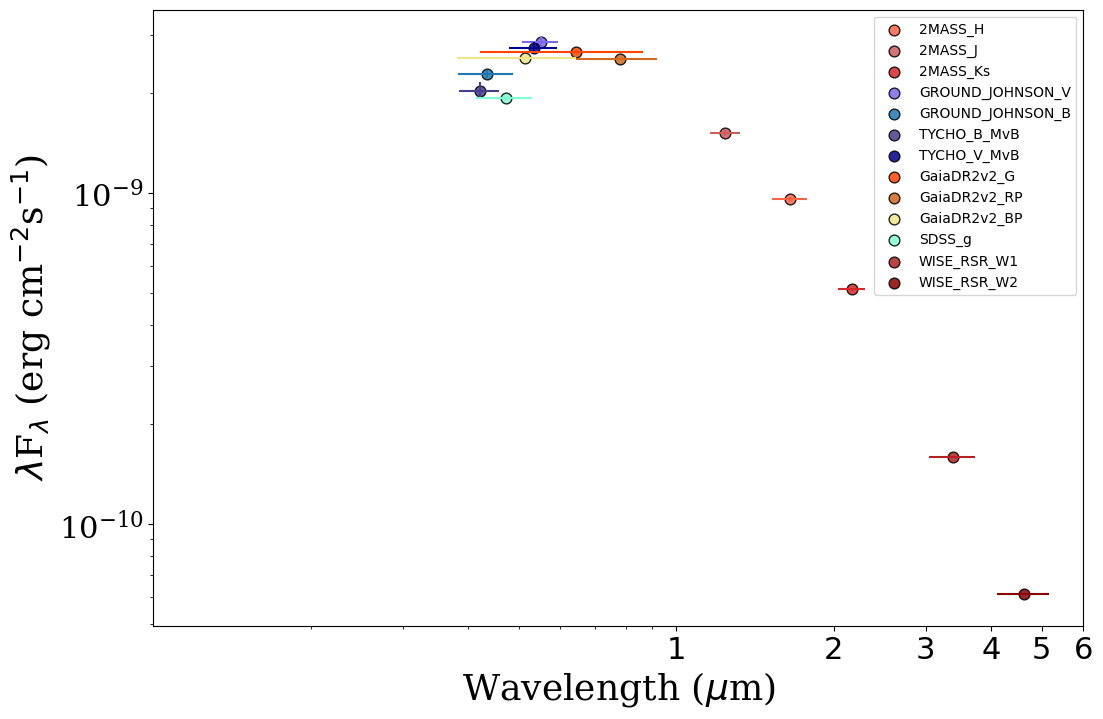 2MASS_H
2MASS_J
2MASS_Ks
GROUND_JOHNSON_V
GROUND_JOHNSON_B
TYCHO_B_MvB
TYCHO_V_MvB
GaiaDR2v2_G
GaiaDR2v2_RP
GaiaDR2v2_BP
SDSS_g
WISE_RSR_W1
WISE_RSR_W2
λF_λ (erg cm⁻²s⁻¹)
10⁻⁹
10⁻¹⁰
1 2 3 4 5 6
Wavelength (μm)